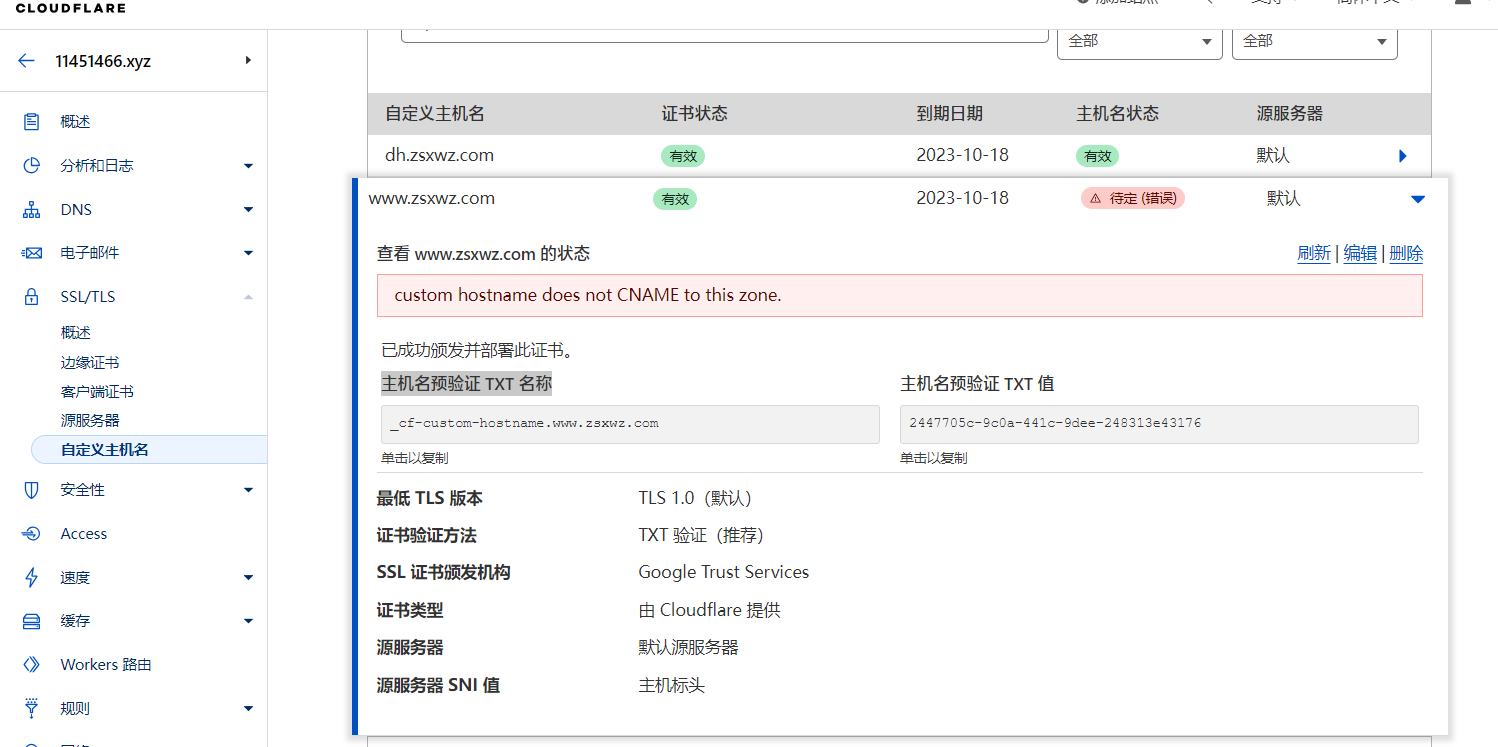 CLOUDFLARE
11451466.xyz
概述
分析和日志
DNS
电子邮件
SSL/TLS
概述
边缘证书
客户端证书
源服务器
自定义主机名
安全性
Access
速度
缓存
Workers 路由
规则
全部
全部
自定义主机名 证书状态 到期日期 主机名状态 源服务器
dh.zsxwz.com 有效 2023-10-18 有效 默认
www.zsxwz.com 有效 2023-10-18 待定 (错误) 默认
查看 www.zsxwz.com 的状态 刷新 | 编辑 | 删除
custom hostname does not CNAME to this zone.
已成功颁发并部署此证书。
主机名预验证 TXT 名称 主机名预验证 TXT 值
_cf-custom-hostname.www.zsxwz.com 2447705c-9c0a-441c-9dee-248313e43176
单击以复制 单击以复制
最低 TLS 版本 TLS 1.0（默认）
证书验证方法 TXT 验证（推荐）
SSL 证书颁发机构 Google Trust Services
证书类型 由 Cloudflare 提供
源服务器 默认源服务器
源服务器 SNI 值 主机标头